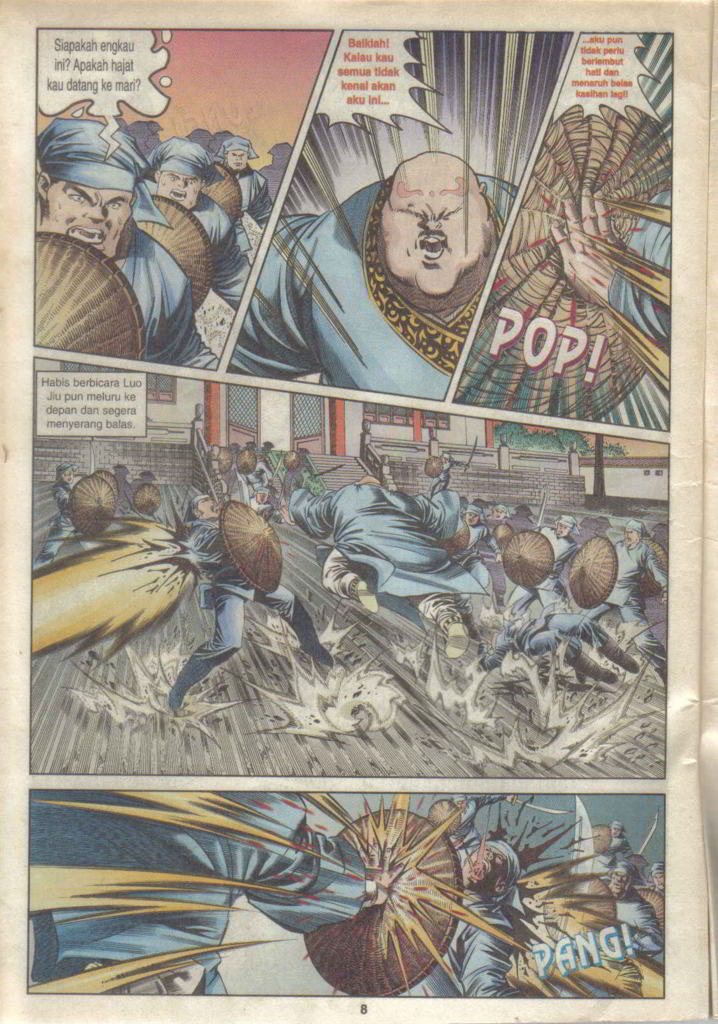 Siapakah engkau
ini? Apakah hajat
kau datang ke mari?
Baiklah!
Kalau kau
semua tidak
kenal akan
aku ini...
...aku pun
tidak perlu
berlembut
hati dan
menaruh belas
kasihan lagi!
POP!
Habis berbicara Luo
Jiu pun meluru ke
depan dan segera
menyerang balas.
PANG!
8